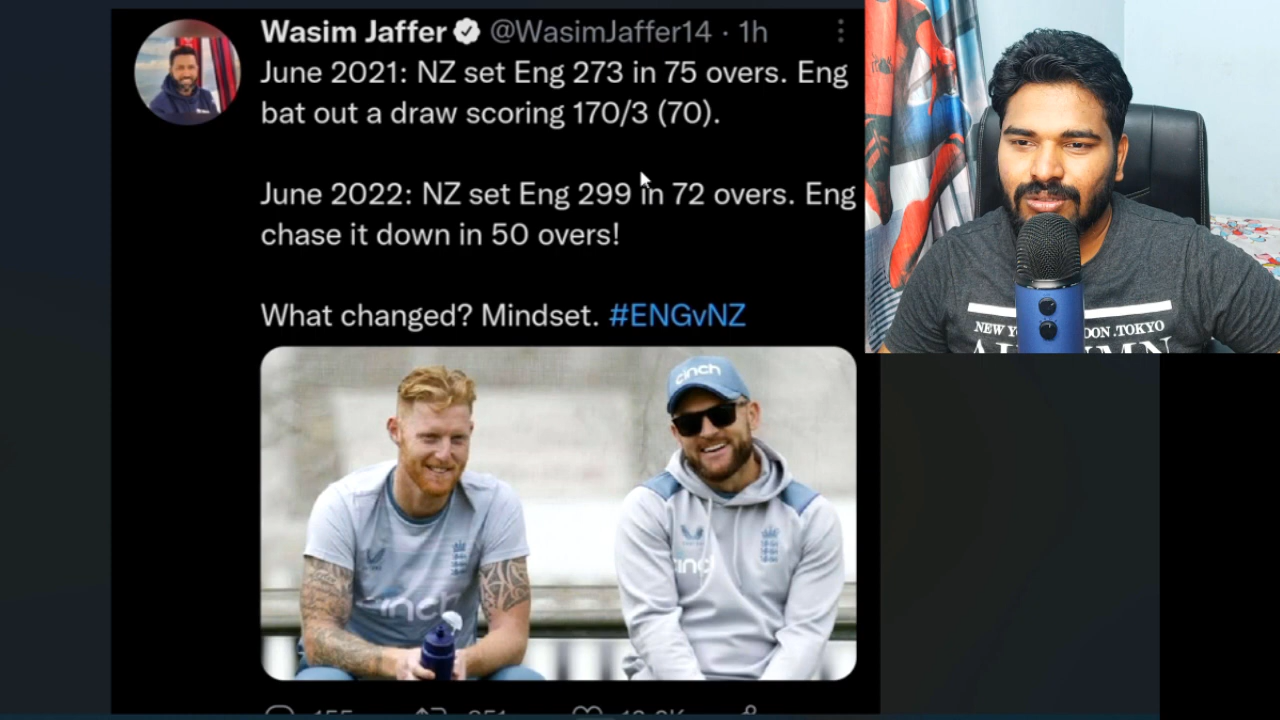 Wasim Jaffer @WasimJaffer14 · 1h
June 2021: NZ set Eng 273 in 75 overs. Eng
bat out a draw scoring 170/3 (70).
June 2022: NZ set Eng 299 in 72 overs. Eng
chase it down in 50 overs!
What changed? Mindset. #ENGvNZ
cinch
cinch
cinch
NEW YO OON .TOKYO